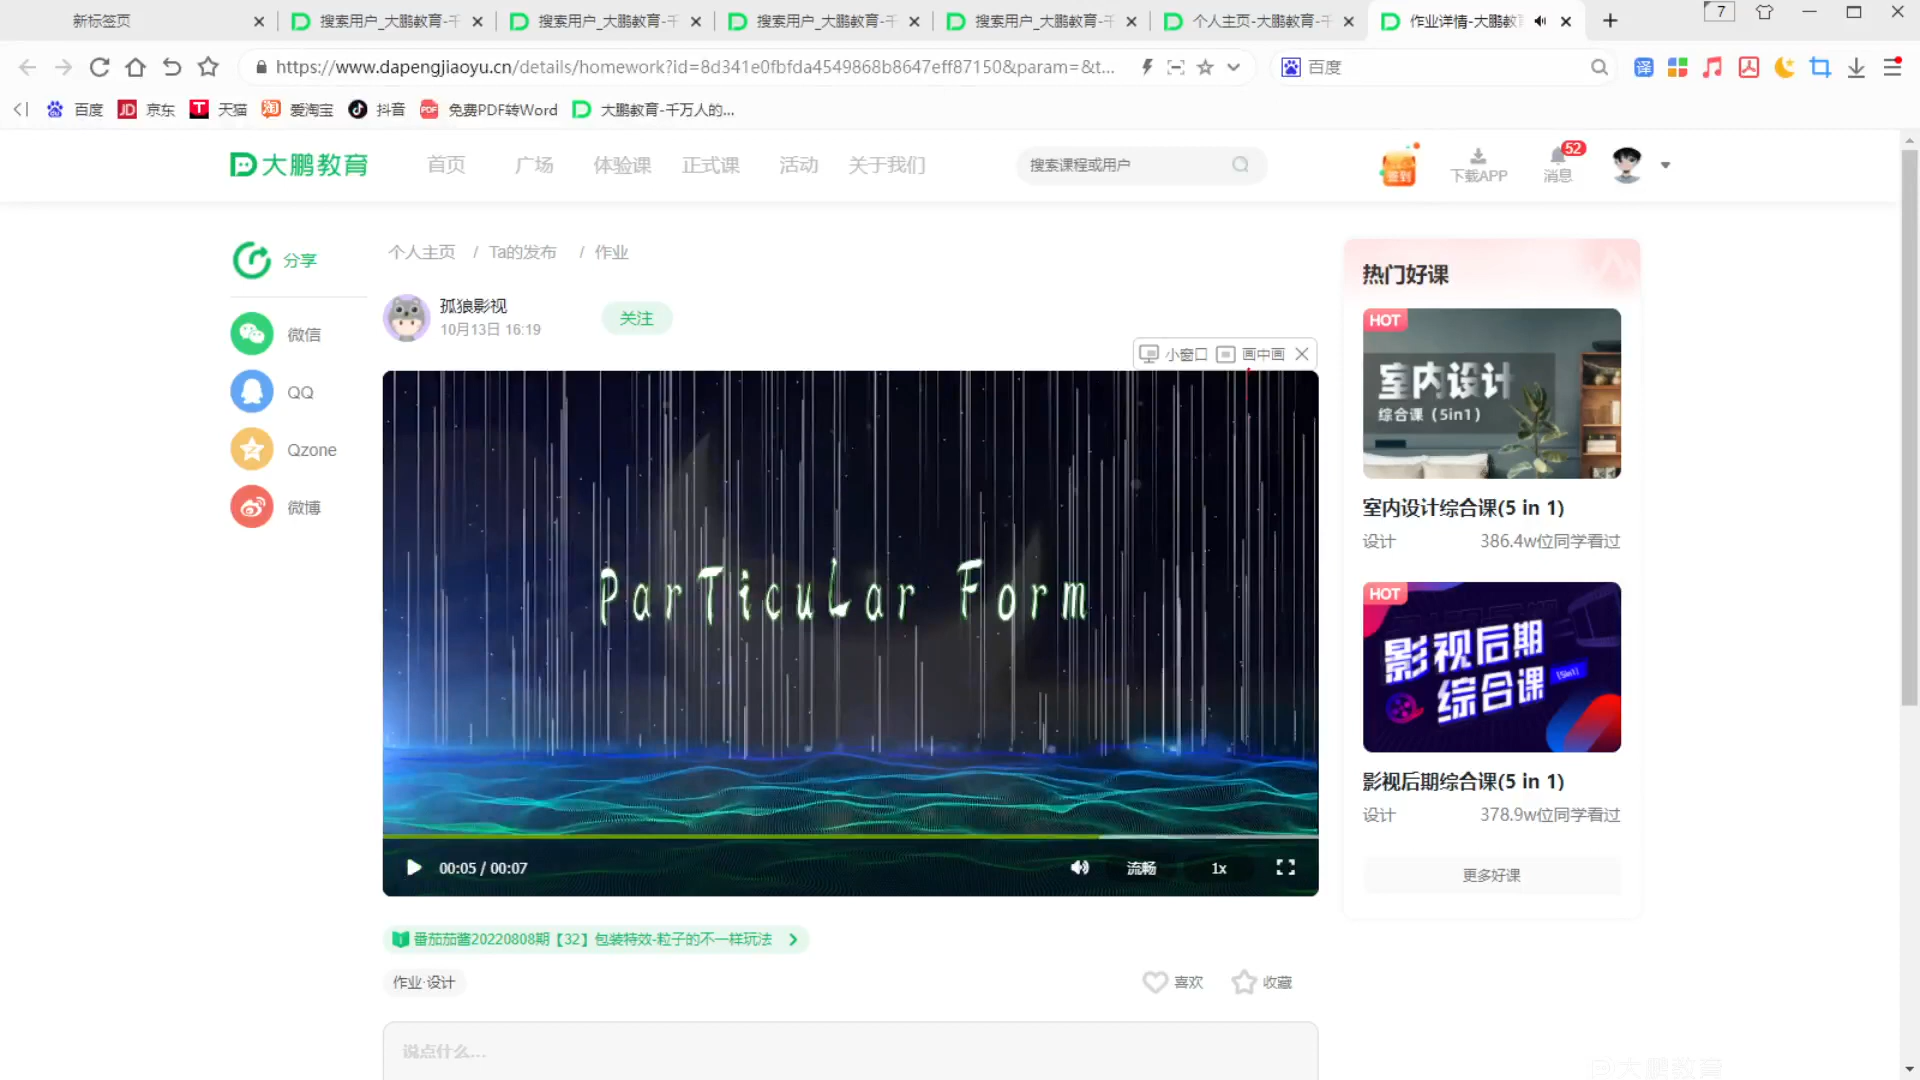 新标签页
搜索用户_大鹏教育-千
搜索用户_大鹏教育-千
搜索用户_大鹏教育-千
搜索用户_大鹏教育-千
个人主页-大鹏教育-千
作业详情-大鹏教育
7
https://www.dapengjiaoyu.cn/details/homework?id=8d341e0fbfda4549868b8647eff87150&param=&t...
百度
译
百度
JD 京东
T 天猫
淘 爱淘宝
抖音
PDF 免费PDF转Word
大鹏教育-千万人的...
大鹏教育
首页
广场
体验课
正式课
活动
关于我们
搜索课程或用户
签到
下载APP
52
消息
分享
个人主页 / Ta的发布 / 作业
孤狼影视
10月13日 16:19
关注
微信
QQ
Qzone
微博
小窗口 画中画
ParTicuLar Form
00:05 / 00:07
流畅
1x
番茄茄酱20220808期【32】包装特效-粒子的不一样玩法
作业·设计
喜欢
收藏
说点什么...
热门好课
HOT
室内设计
综合课（5in1）
室内设计综合课(5 in 1)
设计 386.4w位同学看过
HOT
影视后期
综合课 (5in1)
影视后期综合课(5 in 1)
设计 378.9w位同学看过
更多好课
大鹏教育